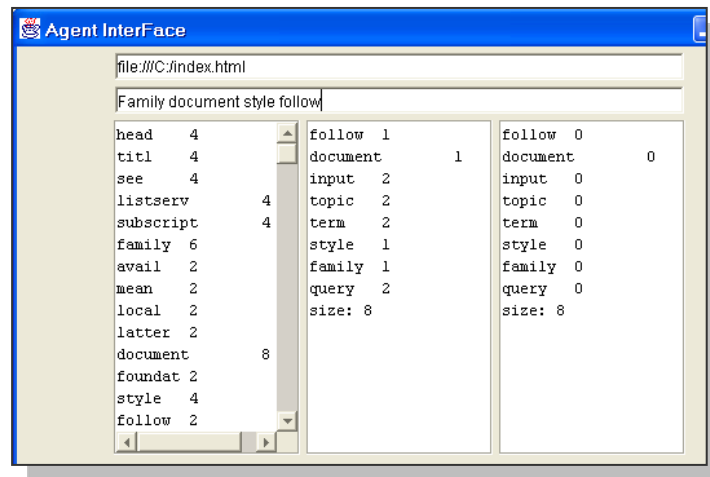 Agent InterFace
file:///C:/index.html
Family document style follow
head 4
titl 4
see 4
listserv 4
subscript 4
family 6
avail 2
mean 2
local 2
latter 2
document 8
foundat 2
style 4
follow 2
follow 1
document 1
input 2
topic 2
term 2
style 1
family 1
query 2
size: 8
follow 0
document 0
input 0
topic 0
term 0
style 0
family 0
query 0
size: 8